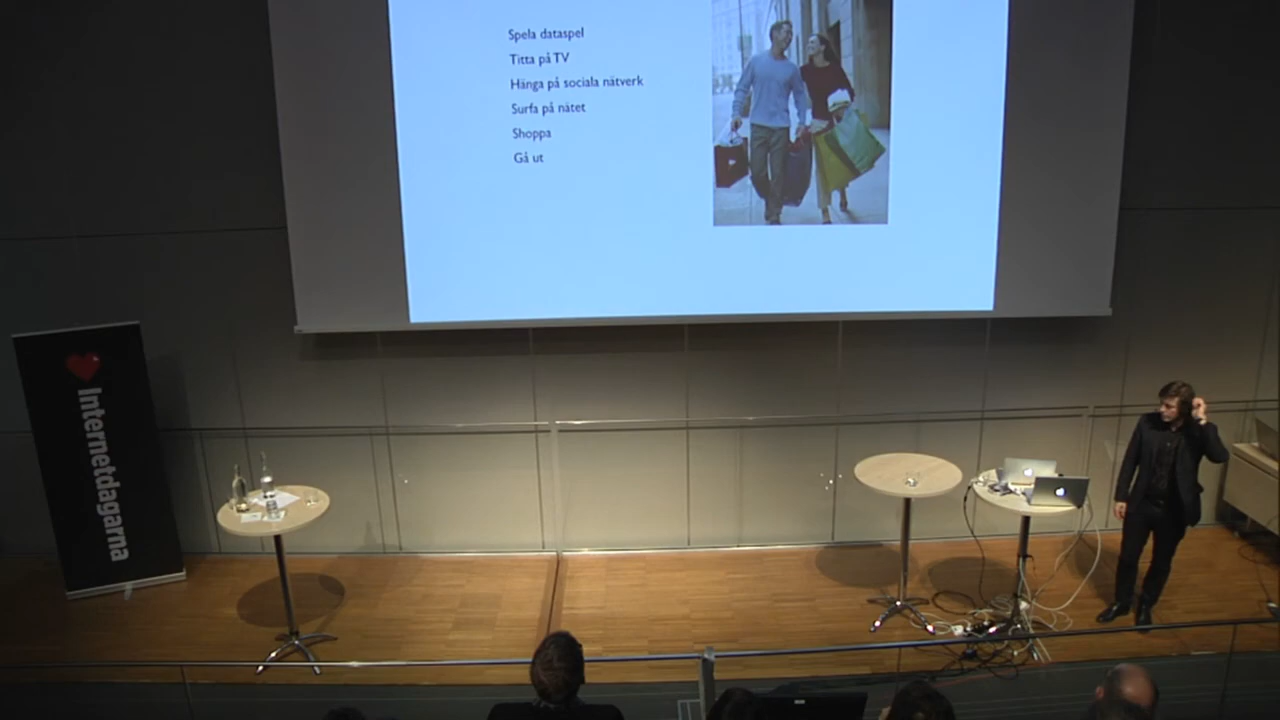 Spela dataspel
Titta på TV
Hänga på sociala nätverk
Surfa på nätet
Shoppa
Gå ut
Internetdagarna